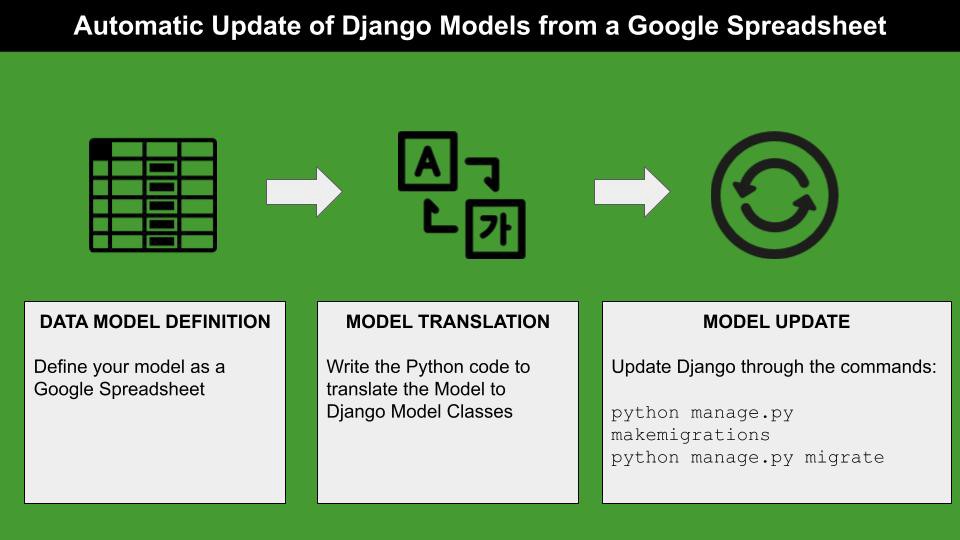 Automatic Update of Django Models from a Google Spreadsheet
A
가
DATA MODEL DEFINITION
Define your model as a
Google Spreadsheet
MODEL TRANSLATION
Write the Python code to
translate the Model to
Django Model Classes
MODEL UPDATE
Update Django through the commands:
python manage.py
makemigrations
python manage.py migrate